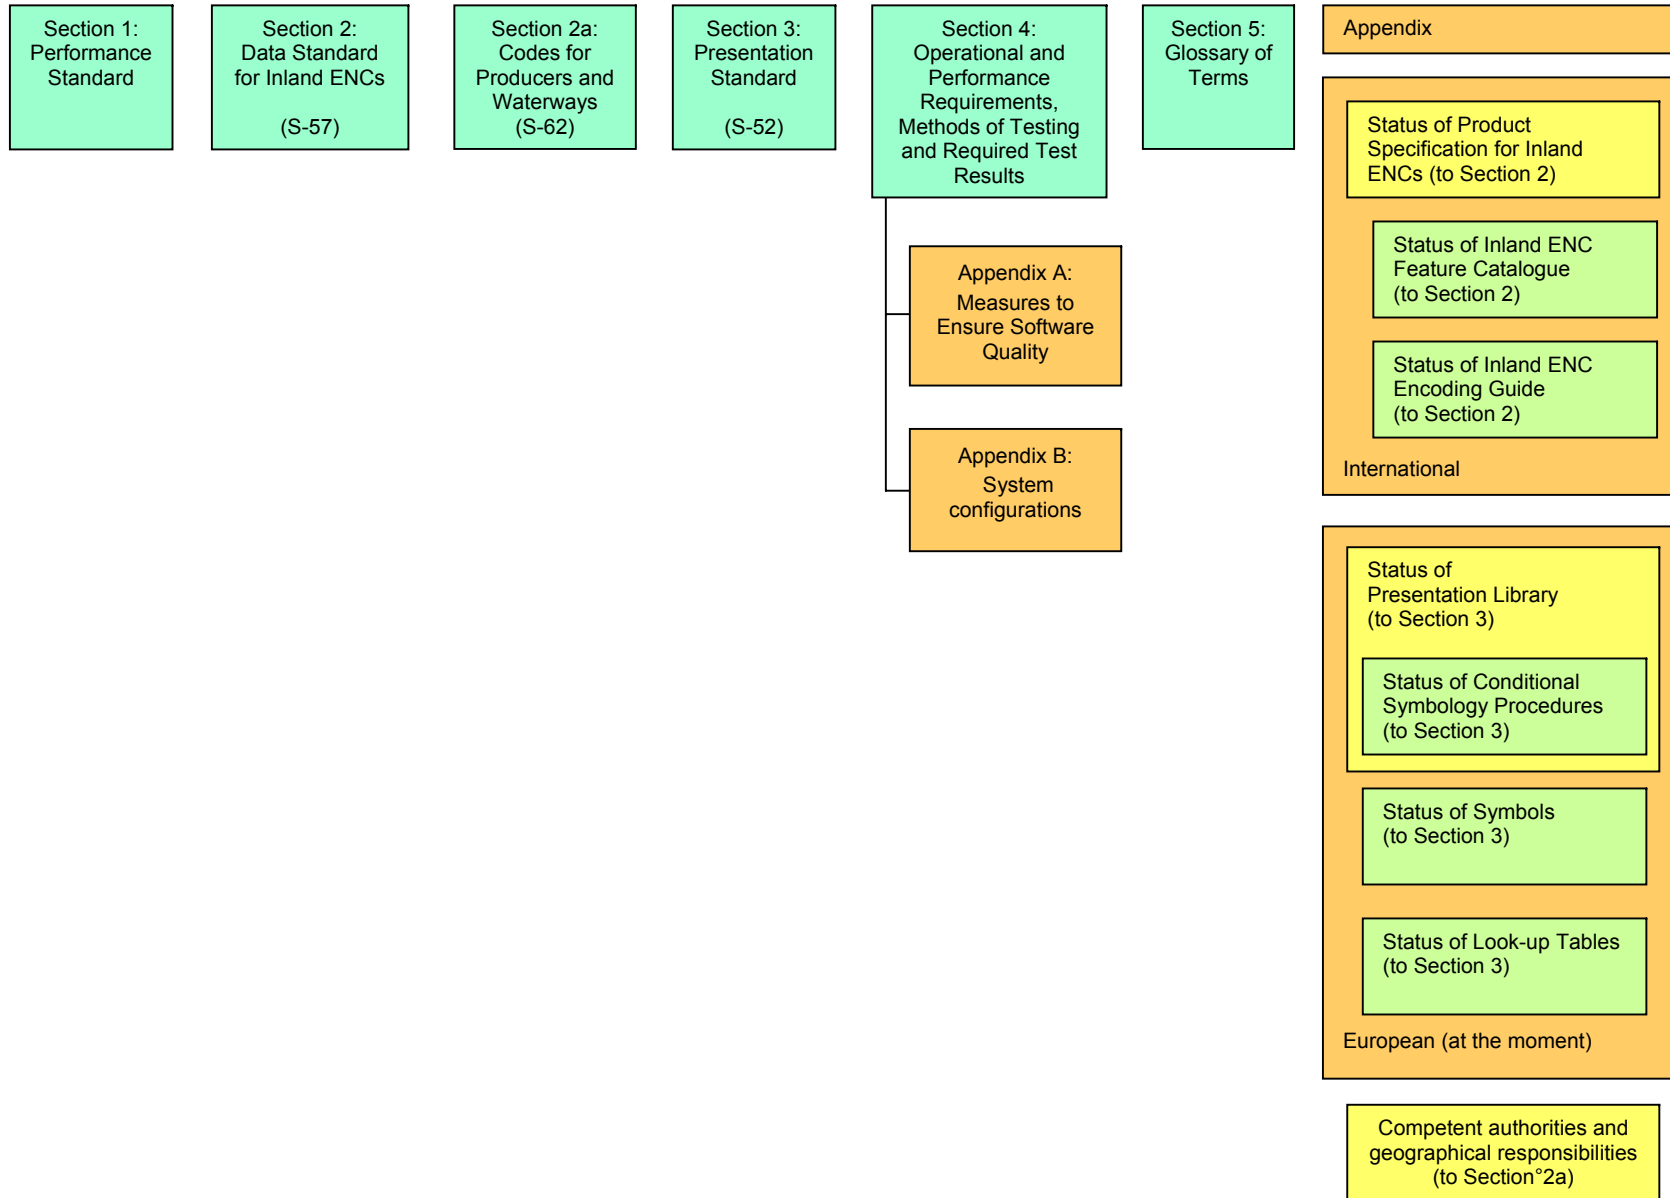 Section 1:
Performance
Standard
Section 2:
Data Standard
for Inland ENCs
(S-57)
Section 2a:
Codes for
Producers and
Waterways
(S-62)
Section 3:
Presentation
Standard
(S-52)
Section 4:
Operational and
Performance
Requirements,
Methods of Testing
and Required Test
Results
Appendix A:
Measures to
Ensure Software
Quality
Appendix B:
System
configurations
Section 5:
Glossary of
Terms
Appendix
Status of Product
Specification for Inland
ENCs (to Section 2)
Status of Inland ENC
Feature Catalogue
(to Section 2)
Status of Inland ENC
Encoding Guide
(to Section 2)
International
Status of
Presentation Library
(to Section 3)
Status of Conditional
Symbology Procedures
(to Section 3)
Status of Symbols
(to Section 3)
Status of Look-up Tables
(to Section 3)
European (at the moment)
Competent authorities and
geographical responsibilities
(to Section°2a)